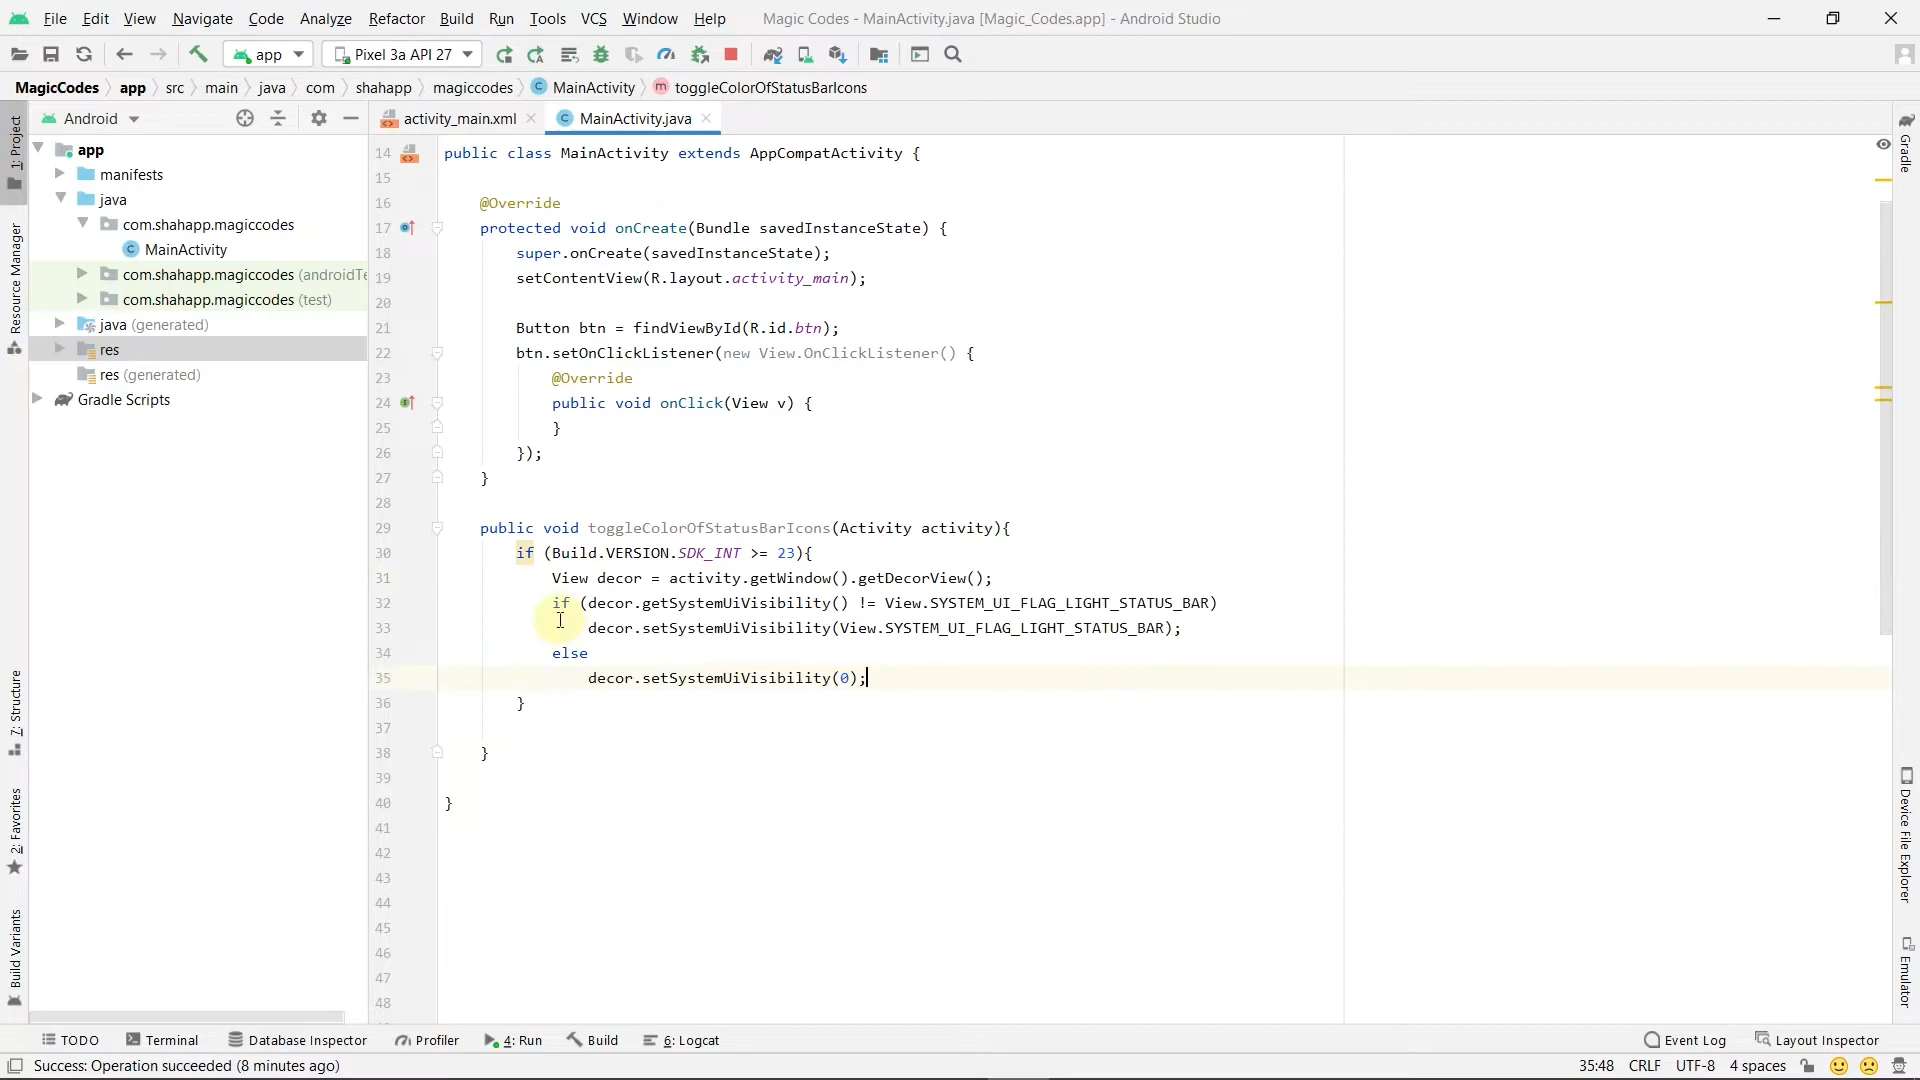 File Edit View Navigate Code Analyze Refactor Build Run Tools VCS Window Help Magic Codes - MainActivity.java [Magic_Codes.app] - Android Studio
app Pixel 3a API 27
MagicCodes app src main java com shahapp magiccodes MainActivity toggleColorOfStatusBarIcons
1: Project
Resource Manager
7: Structure
2: Favorites
Build Variants
Android
app
manifests
java
com.shahapp.magiccodes
MainActivity
com.shahapp.magiccodes (androidTe
com.shahapp.magiccodes (test)
java (generated)
res
res (generated)
Gradle Scripts
activity_main.xml MainActivity.java
14 public class MainActivity extends AppCompatActivity {
15
16 @Override
17 protected void onCreate(Bundle savedInstanceState) {
18 super.onCreate(savedInstanceState);
19 setContentView(R.layout.activity_main);
20
21 Button btn = findViewById(R.id.btn);
22 btn.setOnClickListener(new View.OnClickListener() {
23 @Override
24 public void onClick(View v) {
25 }
26 });
27 }
28
29 public void toggleColorOfStatusBarIcons(Activity activity){
30 if (Build.VERSION.SDK_INT >= 23){
31 View decor = activity.getWindow().getDecorView();
32 if (decor.getSystemUiVisibility() != View.SYSTEM_UI_FLAG_LIGHT_STATUS_BAR)
33 decor.setSystemUiVisibility(View.SYSTEM_UI_FLAG_LIGHT_STATUS_BAR);
34 else
35 decor.setSystemUiVisibility(0);
36 }
37
38 }
39
40 }
41
42
43
44
45
46
47
48
Gradle
Device File Explorer
Emulator
TODO Terminal Database Inspector Profiler 4: Run Build 6: Logcat Event Log Layout Inspector
Success: Operation succeeded (8 minutes ago) 35:48 CRLF UTF-8 4 spaces